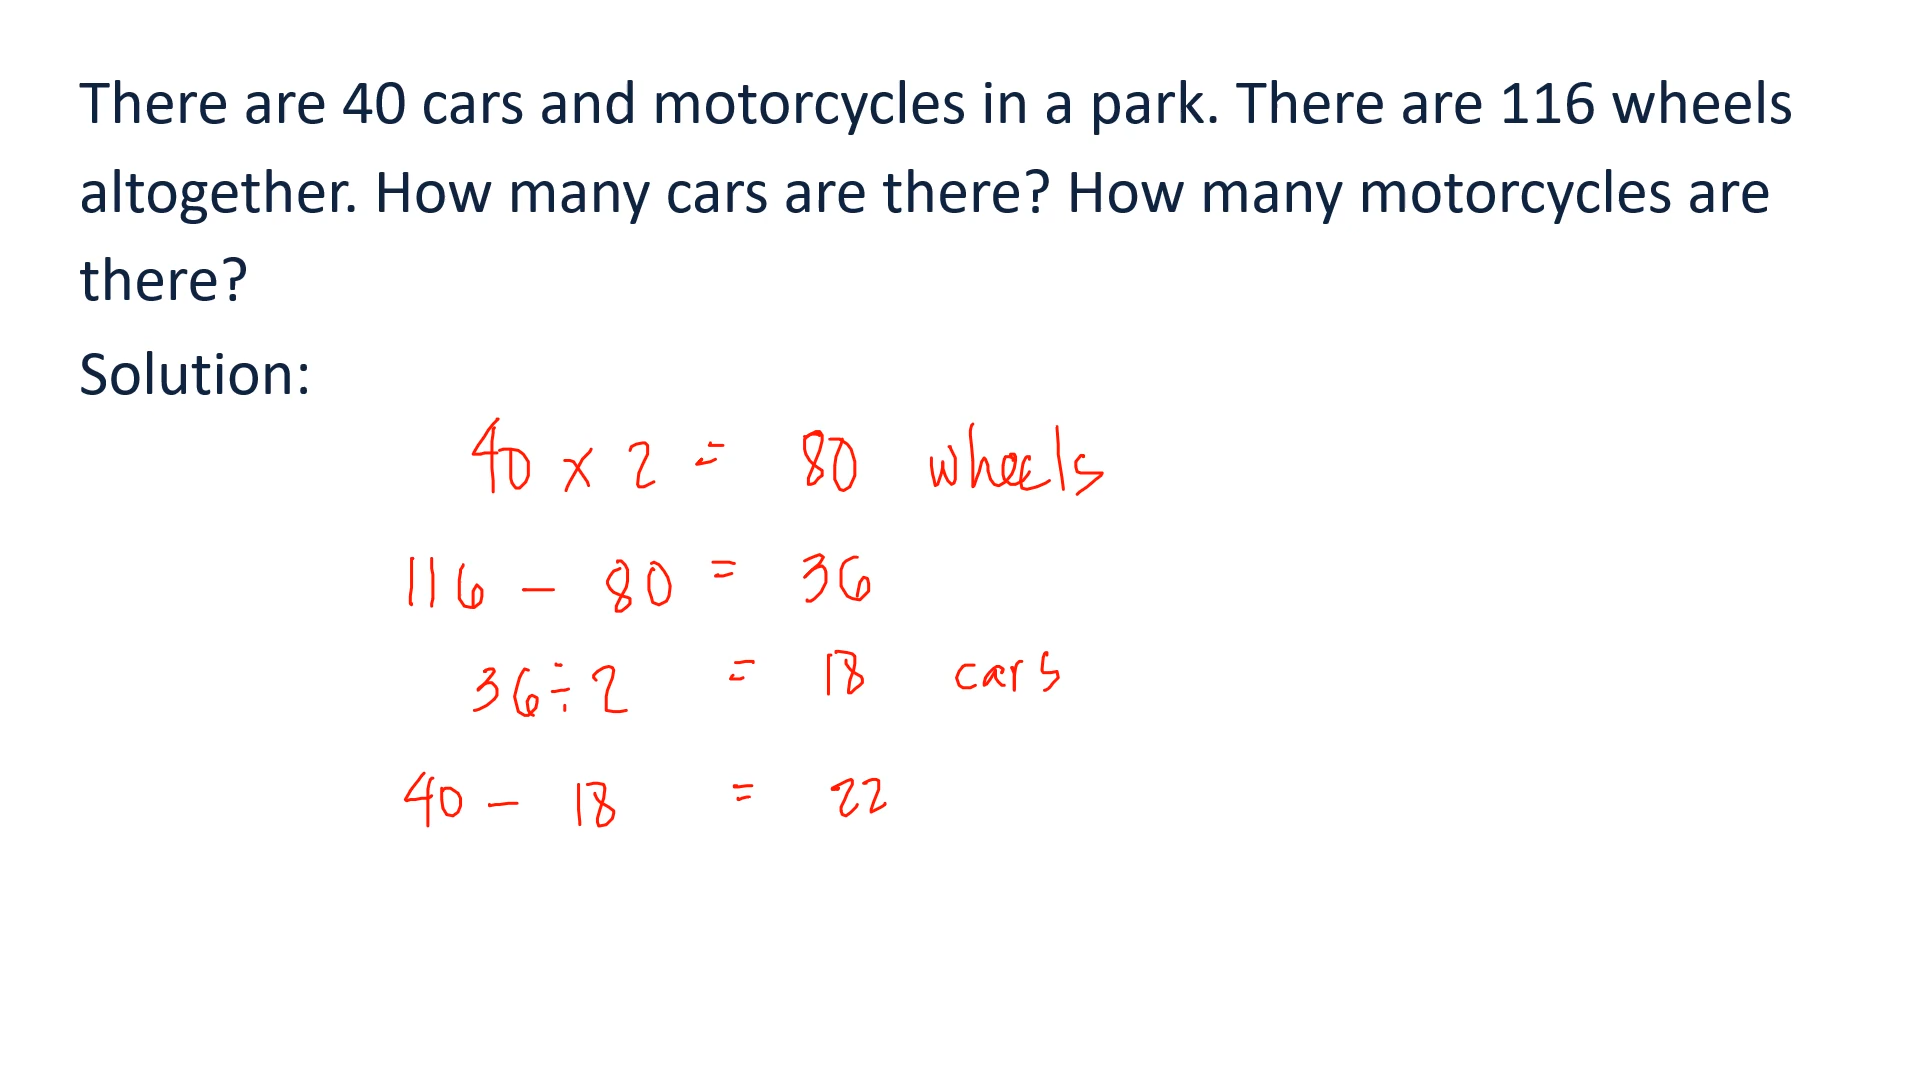 There are 40 cars and motorcycles in a park. There are 116 wheels
altogether. How many cars are there? How many motorcycles are
there?
Solution:
40 x 2 = 80 wheels
116 - 80 = 36
36 ÷ 2 = 18 cars
40 - 18 = 22